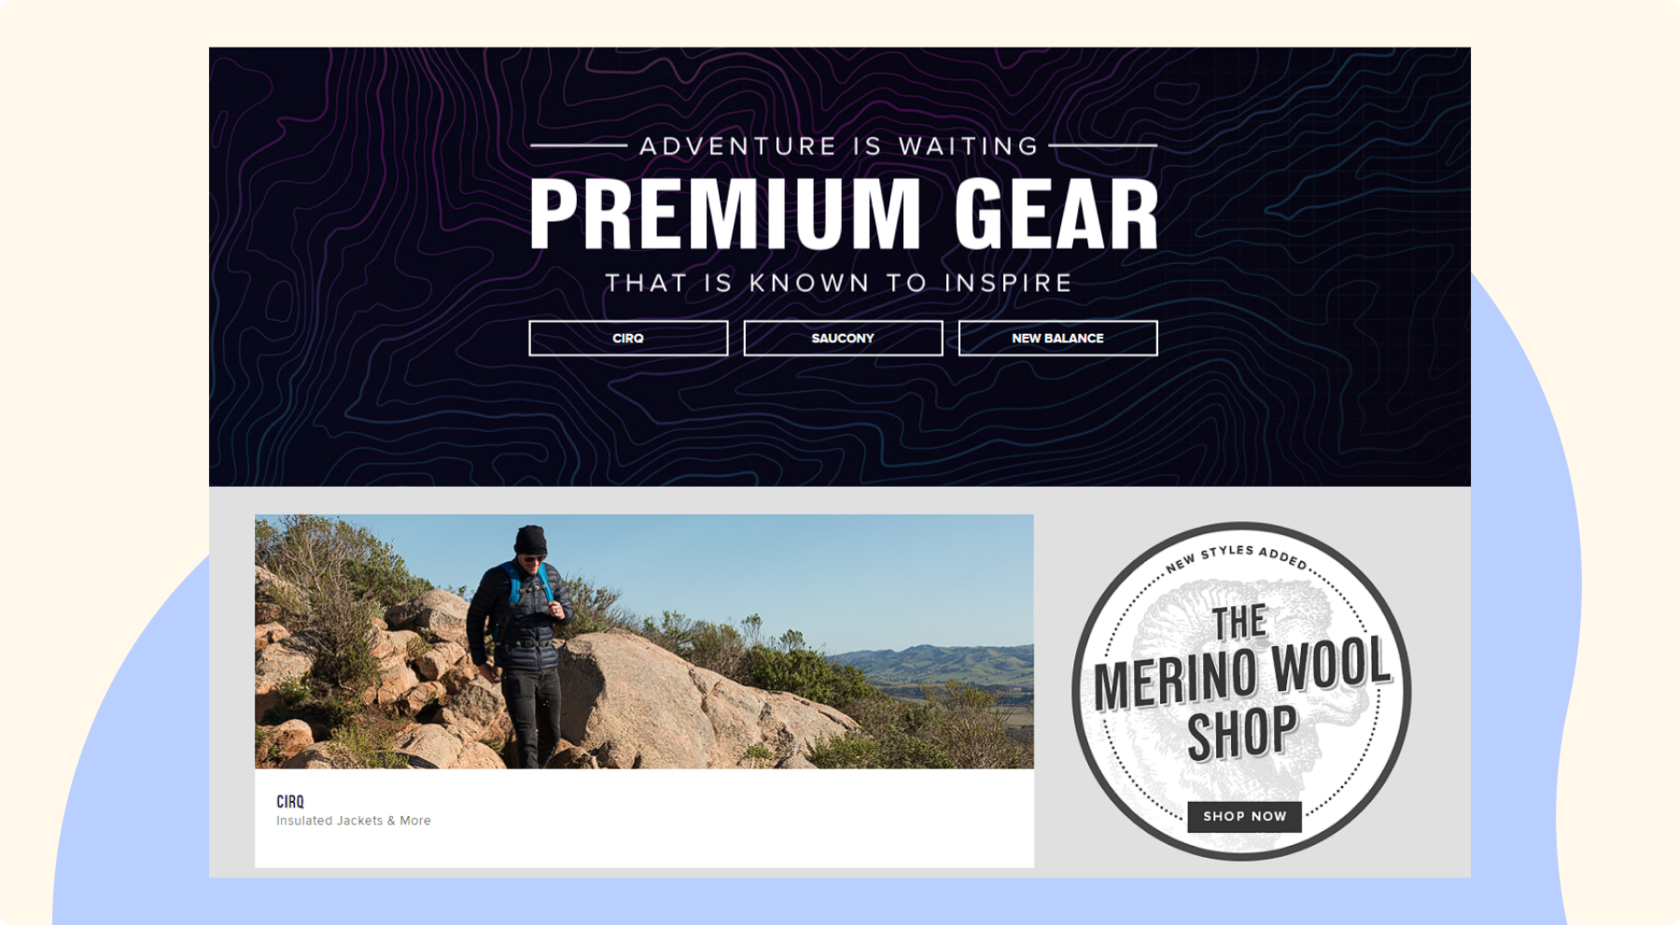 ADVENTURE IS WAITING
PREMIUM GEAR
THAT IS KNOWN TO INSPIRE
CIRQ
SAUCONY
NEW BALANCE
CIRQ
Insulated Jackets & More
NEW STYLES ADDED
THE
MERINO WOOL
SHOP
SHOP NOW